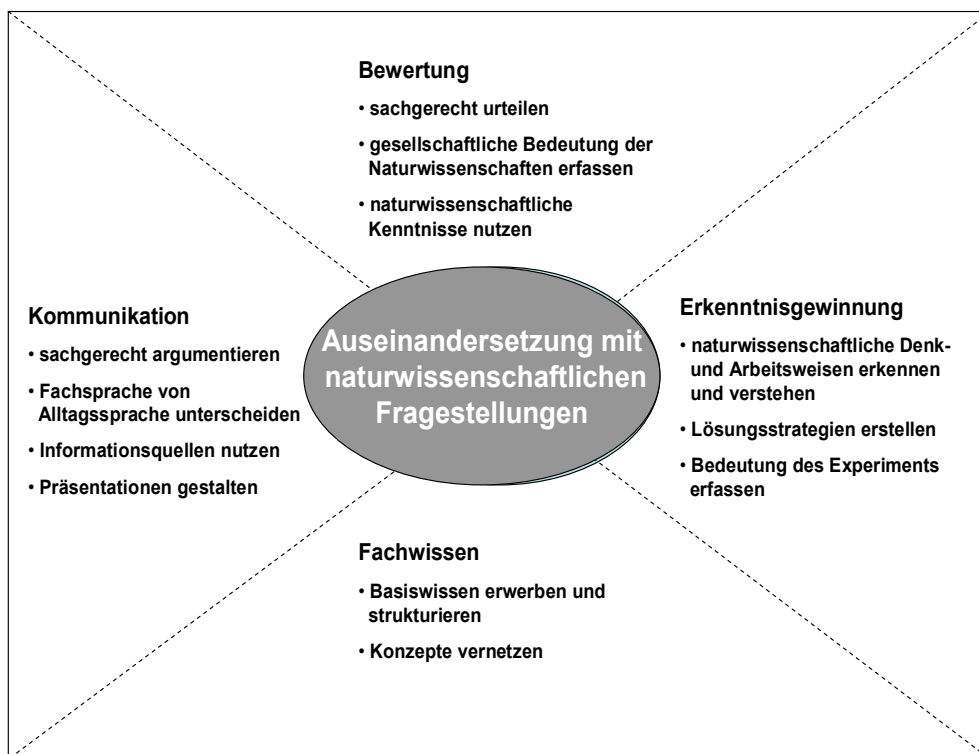 Bewertung
• sachgerecht urteilen
• gesellschaftliche Bedeutung der
Naturwissenschaften erfassen
• naturwissenschaftliche
Kenntnisse nutzen
Kommunikation
• sachgerecht argumentieren
• Fachsprache von
Alltagssprache unterscheiden
• Informationsquellen nutzen
• Präsentationen gestalten
Auseinandersetzung mit
naturwissenschaftlichen
Fragestellungen
Erkenntnisgewinnung
• naturwissenschaftliche Denk-
und Arbeitsweisen erkennen
und verstehen
• Lösungsstrategien erstellen
• Bedeutung des Experiments
erfassen
Fachwissen
• Basiswissen erwerben und
strukturieren
• Konzepte vernetzen